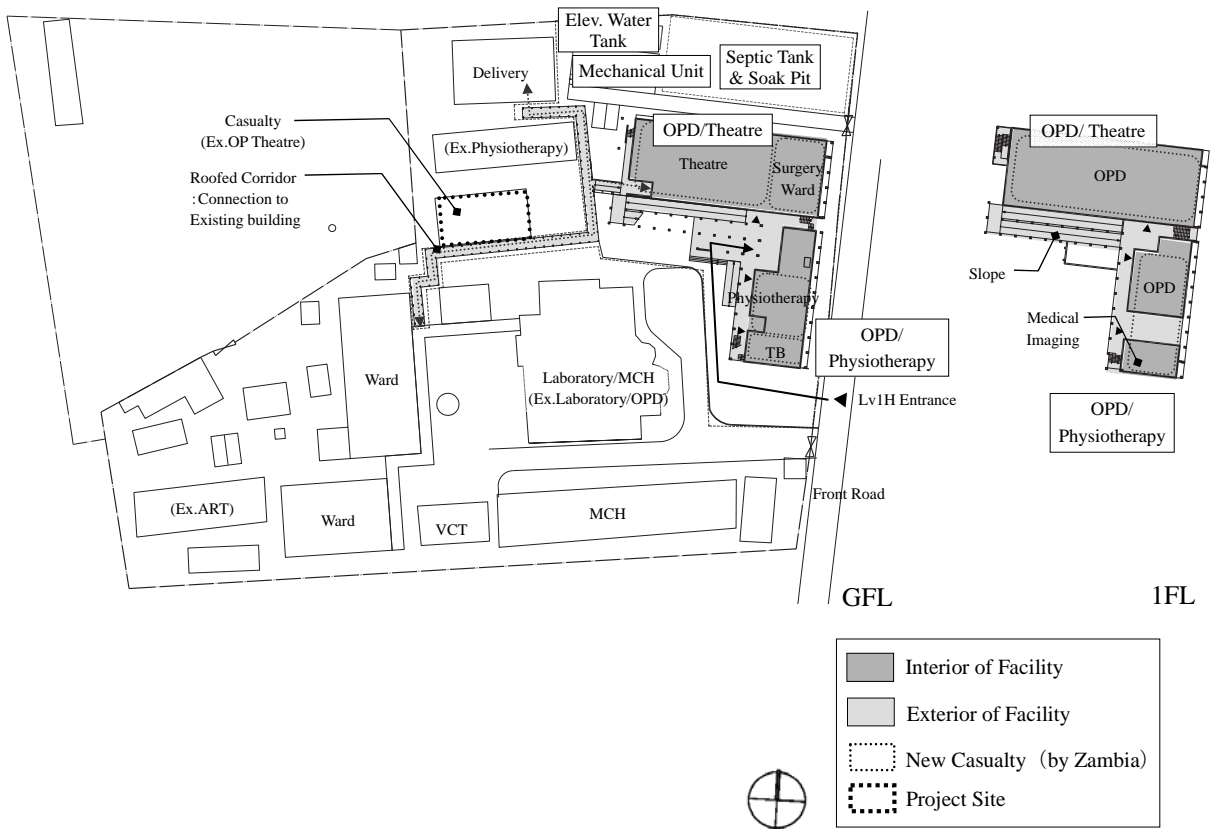 Elev. Water
Tank
Mechanical Unit
Septic Tank
& Soak Pit
Delivery
Casualty
(Ex.OP Theatre)
(Ex.Physiotherapy)
Roofed Corridor
:Connection to
Existing building
OPD/Theatre
Theatre
Surgery
Ward
Physiotherapy
TB
OPD/
Physiotherapy
Lv1H Entrance
Ward
Laboratory/MCH
(Ex.Laboratory/OPD)
Front Road
(Ex.ART)
Ward
VCT
MCH
GFL
OPD/ Theatre
OPD
Slope
OPD
Medical
Imaging
OPD/
Physiotherapy
1FL
Interior of Facility
Exterior of Facility
New Casualty（by Zambia）
Project Site